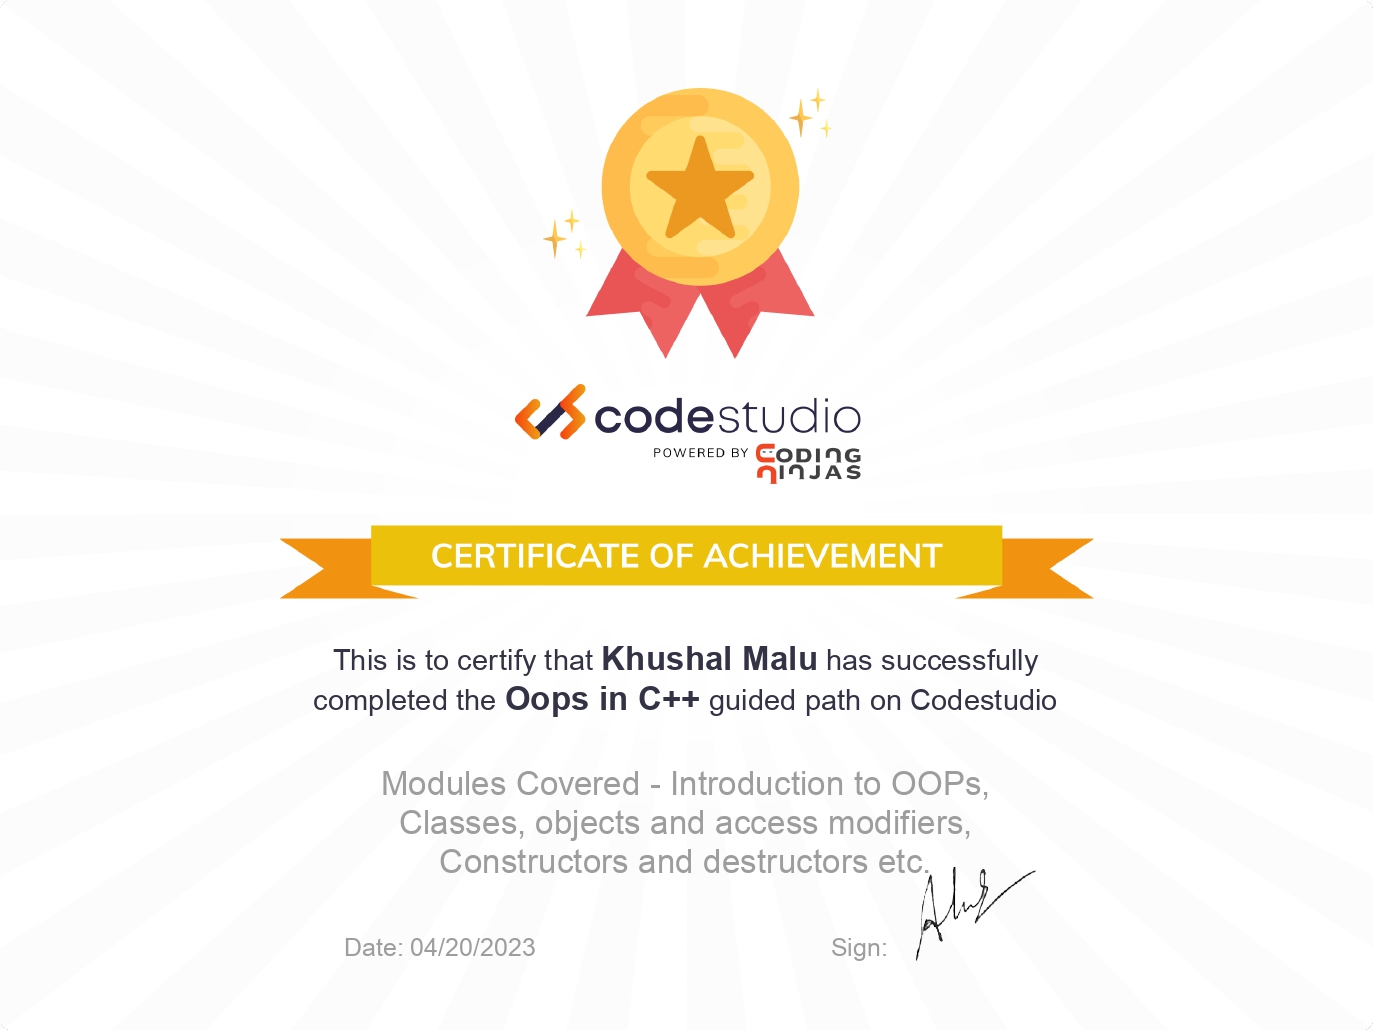 codestudio
POWERED BY CODING NINJAS
CERTIFICATE OF ACHIEVEMENT
This is to certify that Khushal Malu has successfully
completed the Oops in C++ guided path on Codestudio
Modules Covered - Introduction to OOPs,
Classes, objects and access modifiers,
Constructors and destructors etc.
Date: 04/20/2023 Sign: